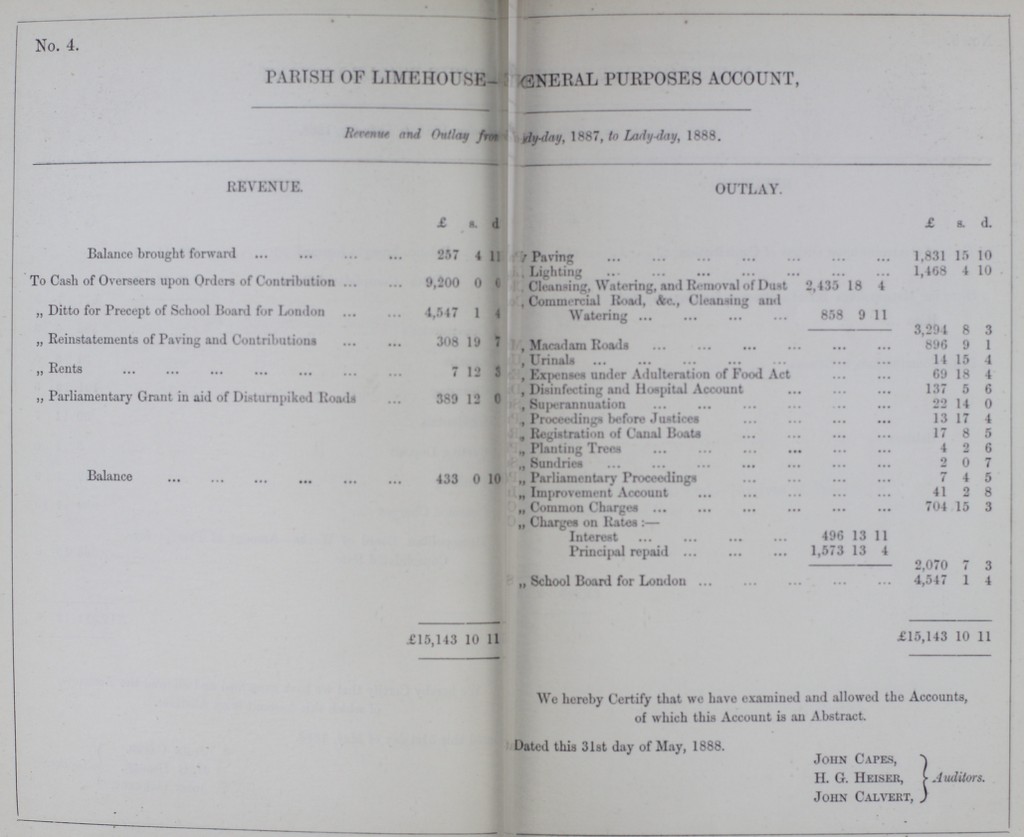 No. 4.
PARISH OF LIMEHOUSE— GENERAL PURPOSES ACCOUNT,
Revenue and Outlay from Lady-day, 1887, to Lady-day, 1888.
REVENUE.
£ s. d
Balance brought forward ... ... ... ... 257 4 11
To Cash of Overseers upon Orders of Contribution ... ... 9,200 0 0
„ Ditto for Precept of School Board for London ... ... 4,547 1 4
„ Reinstatements of Paving and Contributions ... ... 308 19 7
„ Rents ... ... ... ... ... ... ... 7 12 3
„ Parliamentary Grant in aid of Disturnpiked Roads ... 389 12 0
Balance ... ... ... ... ... ... 433 0 10
£15,143 10 11
OUTLAY.
£ s. d.
Paving ... ... ... ... ... ... ... 1,831 15 10
, Lighting ... ... ... ... ... ... ... 1,468 4 10
, Cleansing, Watering, and Removal of Dust 2,435 18 4
, Commercial Road, &c., Cleansing and
Watering ... ... ... ... 858 9 11
3,294 8 3
, Macadam Roads ... ... ... ... ... ... 896 9 1
, Urinals ... ... ... ... ... ... ... 14 15 4
, Expenses under Adulteration of Food Act ... ... 69 18 4
, Disinfecting and Hospital Account ... ... ... 137 5 6
, Superannuation ... ... ... ... ... ... 22 14 0
, Proceedings before Justices ... ... ... ... 13 17 4
„ Registration of Canal Boats ... ... ... ... 17 8 5
„ Planting Trees ... ... ... ... ... ... 4 2 6
„ Sundries ... ... ... ... ... ... ... 2 0 7
„ Parliamentary Proceedings ... ... ... ... 7 4 5
„ Improvement Account ... ... ... ... ... 41 2 8
„ Common Charges ... ... ... ... ... ... 704 15 3
„ Charges on Rates :—
Interest ... ... ... ... 496 13 11
Principal repaid ... ... ... 1,573 13 4
2,070 7 3
„ School Board for London ... ... ... ... ... 4,547 1 4
£15,143 10 11
We hereby Certify that we have examined and allowed the Accounts,
of which this Account is an Abstract.
Dated this 31st day of May, 1888.
JOHN CAPES,
H. G. HEISER, } Auditors.
JOHN CALVERT,